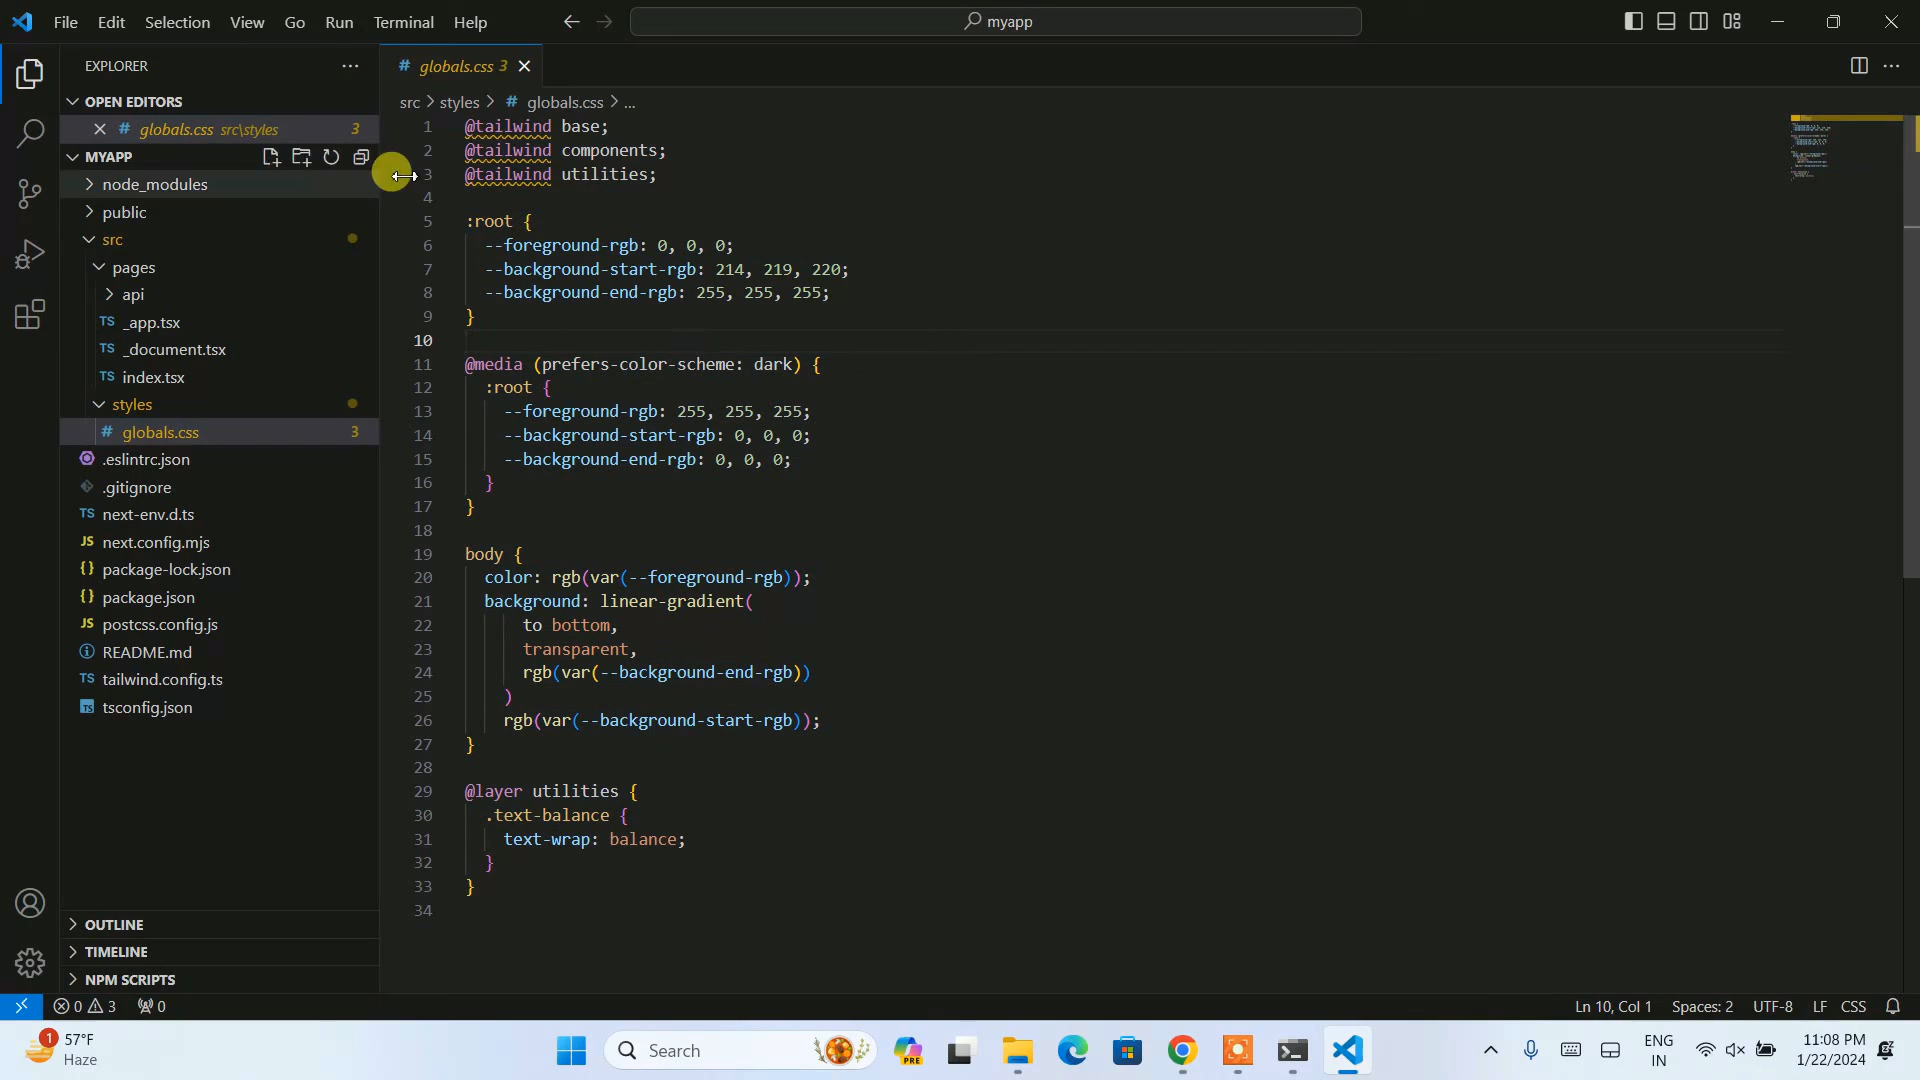 File Edit Selection View Go Run Terminal Help
myapp
EXPLORER
OPEN EDITORS
globals.css src\styles 3
MYAPP
node_modules
public
src
pages
api
TS _app.tsx
TS _document.tsx
TS index.tsx
styles
# globals.css 3
.eslintrc.json
.gitignore
TS next-env.d.ts
JS next.config.mjs
{} package-lock.json
{} package.json
JS postcss.config.js
README.md
TS tailwind.config.ts
TS tsconfig.json
OUTLINE
TIMELINE
NPM SCRIPTS
# globals.css 3
src > styles > # globals.css > ...
1 @tailwind base;
2 @tailwind components;
3 @tailwind utilities;
4
5 :root {
6 --foreground-rgb: 0, 0, 0;
7 --background-start-rgb: 214, 219, 220;
8 --background-end-rgb: 255, 255, 255;
9 }
10
11 @media (prefers-color-scheme: dark) {
12 :root {
13 --foreground-rgb: 255, 255, 255;
14 --background-start-rgb: 0, 0, 0;
15 --background-end-rgb: 0, 0, 0;
16 }
17 }
18
19 body {
20 color: rgb(var(--foreground-rgb));
21 background: linear-gradient(
22 to bottom,
23 transparent,
24 rgb(var(--background-end-rgb))
25 )
26 rgb(var(--background-start-rgb));
27 }
28
29 @layer utilities {
30 .text-balance {
31 text-wrap: balance;
32 }
33 }
34
0 3 0
Ln 10, Col 1 Spaces: 2 UTF-8 LF CSS
1
57°F
Haze
Search
PRE
ENG
IN
11:08 PM
1/22/2024